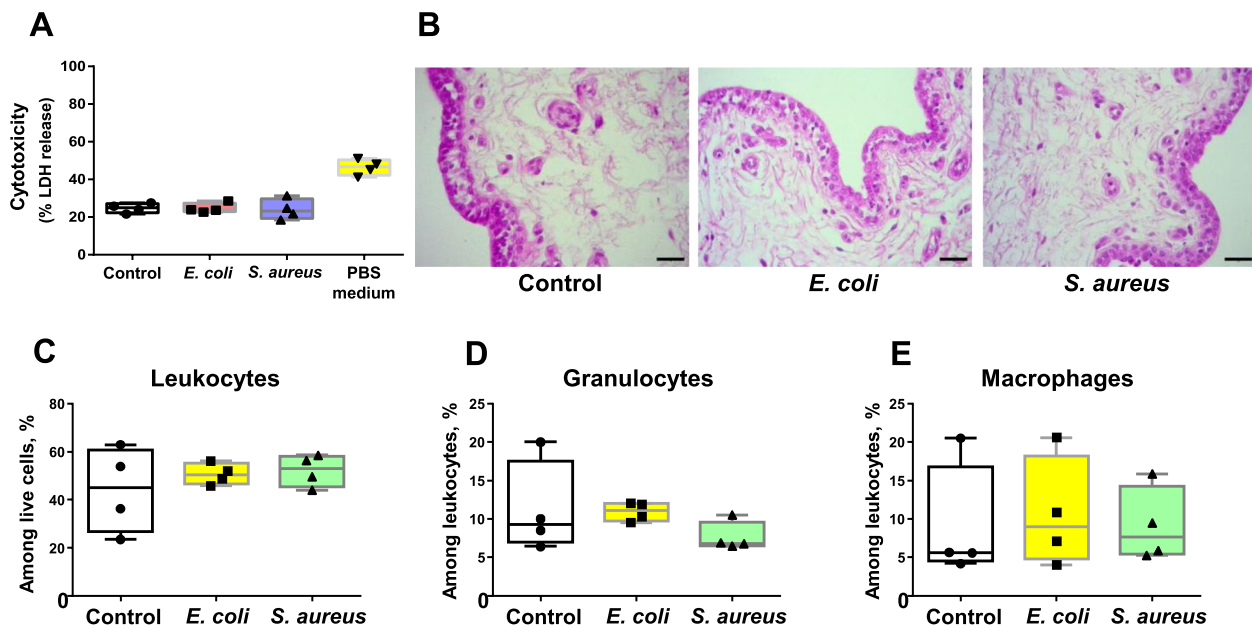 A
B
Cytotoxicity
(% LDH release)
100
80
60
40
20
0
Control
E. coli
S. aureus
PBS
medium
Control
E. coli
S. aureus
C
Leukocytes
Among live cells, %
80
60
40
20
0
Control
E. coli
S. aureus
D
Granulocytes
Among leukocytes, %
25
20
15
10
5
0
Control
E. coli
S. aureus
E
Macrophages
Among leukocytes, %
25
20
15
10
5
0
Control
E. coli
S. aureus